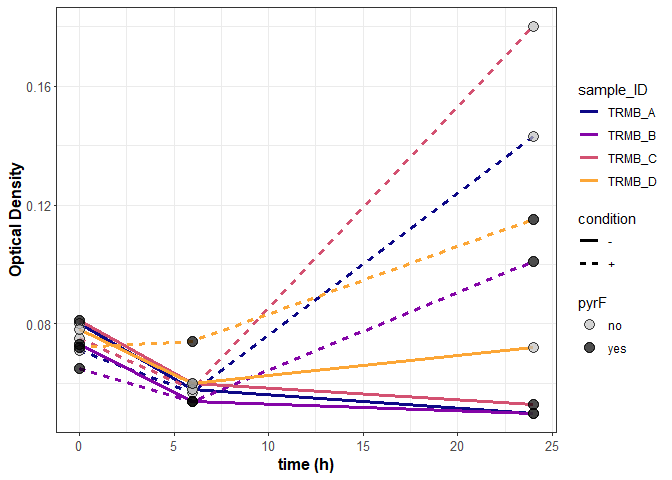 0.16
0.12
0.08
Optical Density
0
5
10
15
20
25
time (h)
sample_ID
TRMB_A
TRMB_B
TRMB_C
TRMB_D
condition
-
+
pyrF
no
yes